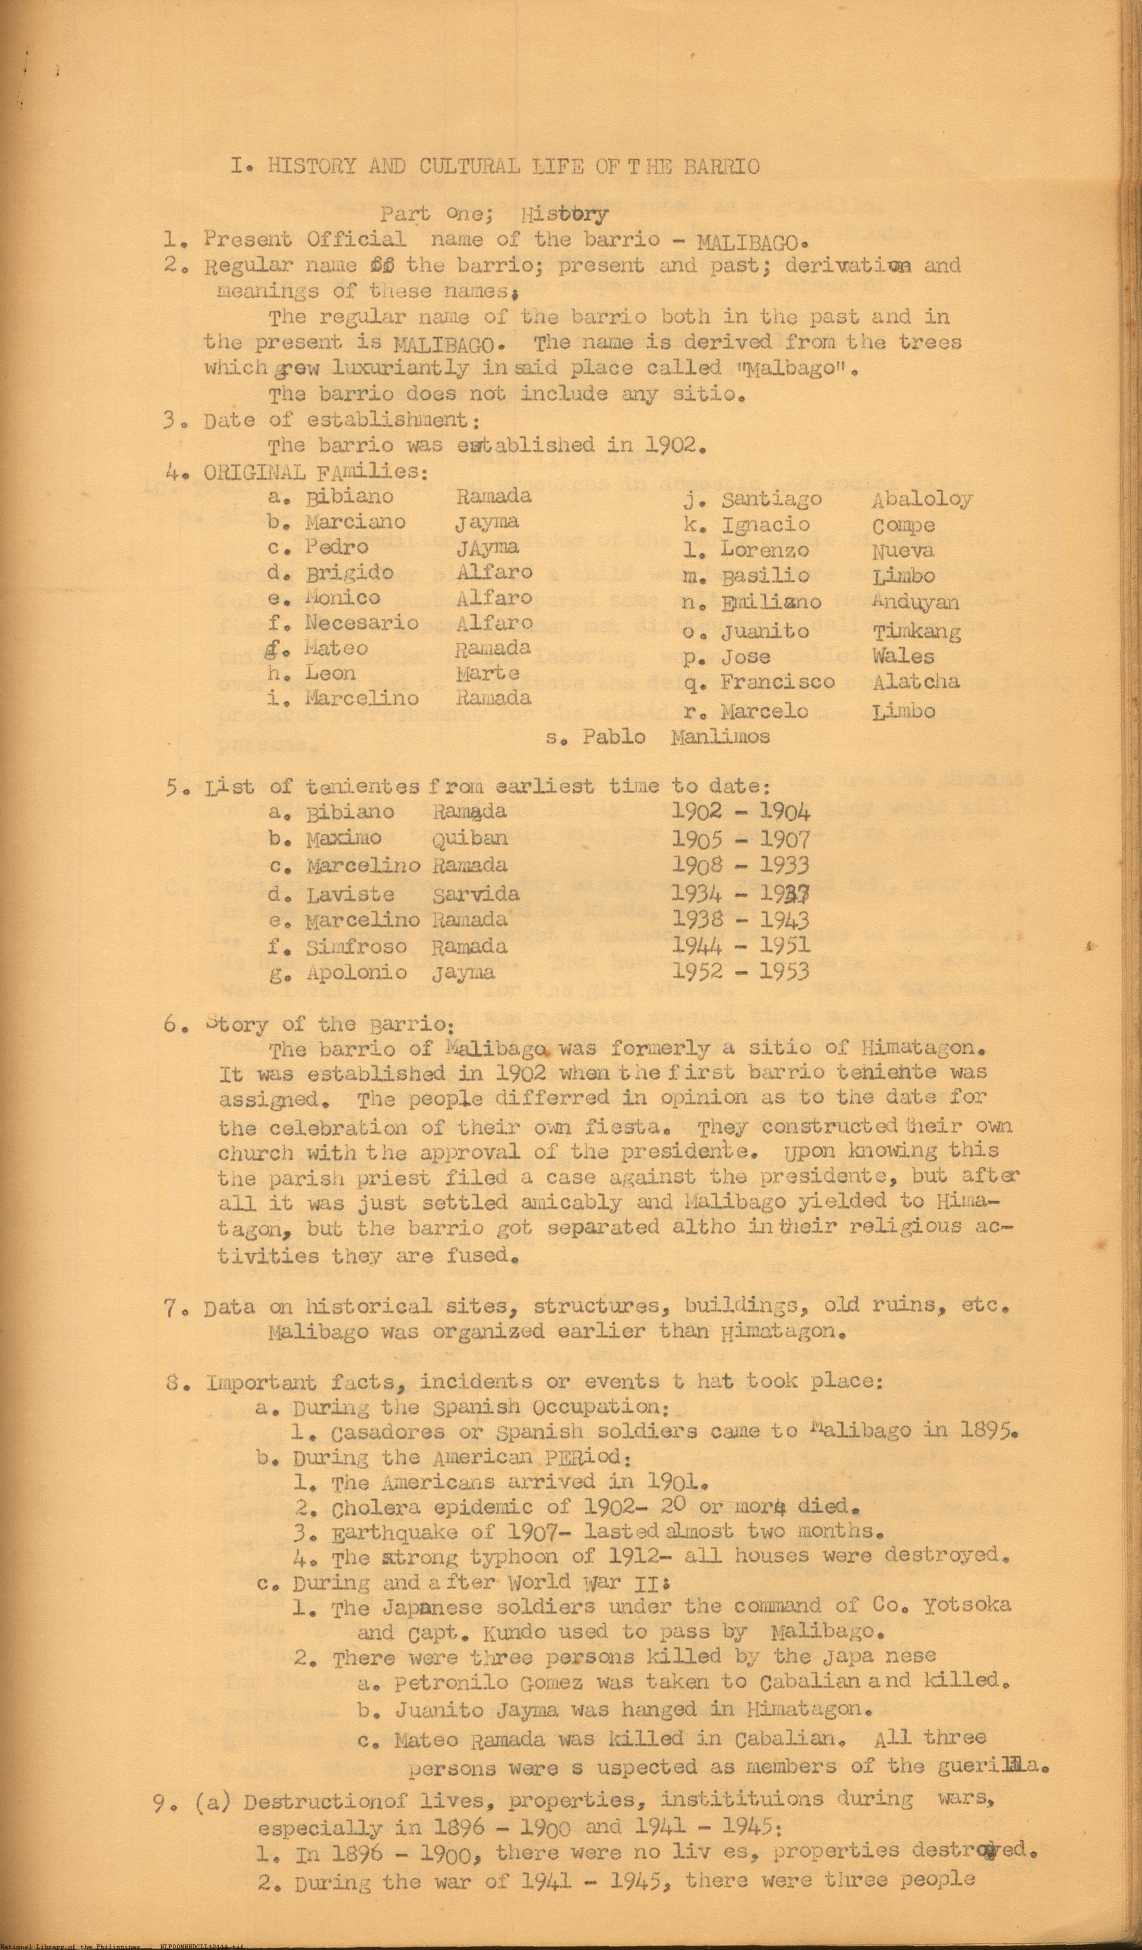 I. HISTORY AND CULTURAL LIFE OF THE BARRIO
Part One; History
1. Present Official name of the barrio - MALIBAGO.
2. Regular name of the barrio; present and past; derivation and
meanings of these names;
The regular name of the barrio both in the past and in
the present is MALIBAGO. The name is derived from the trees
which grow luxuriantly in said place called "Malbago".
The barrio does not include any sitio.
3. Date of establishment:
The barrio was established in 1902.
4. ORIGINAL FAmilies:
a. Bibiano Ramada j. Santiago Abaloloy
b. Marciano Jayma k. Ignacio Compe
c. Pedro JAyma l. Lorenzo Nueva
d. Brigido Alfaro m. Basilio Limbo
e. Monico Alfaro n. Emiliano Anduyan
f. Necesario Alfaro o. Juanito Timkang
g. Mateo Ramada p. Jose Wales
h. Leon Marte q. Francisco Alatcha
i. Marcelino Ramada r. Marcelo Limbo
s. Pablo Manlimos
5. List of tenientes from earliest time to date:
a. Bibiano Ramada 1902 - 1904
b. Maximo Quiban 1905 - 1907
c. Marcelino Ramada 1908 - 1933
d. Laviste Sarvida 1934 - 1937
e. Marcelino Ramada 1938 - 1943
f. Simfroso Ramada 1944 - 1951
g. Apolonio Jayma 1952 - 1953
6. Story of the Barrio:
The barrio of Malibago was formerly a sitio of Himatagon.
It was established in 1902 when the first barrio teniente was
assigned. The people differred in opinion as to the date for
the celebration of their own fiesta. They constructed their own
church with the approval of the presidente. Upon knowing this
the parish priest filed a case against the presidente, but after
all it was just settled amicably and Malibago yielded to Hima-
tagon, but the barrio got separated altho in their religious ac-
tivities they are fused.
7. Data on historical sites, structures, buildings, old ruins, etc.
Malibago was organized earlier than Himatagon.
8. Important facts, incidents or events t hat took place:
a. During the Spanish Occupation:
1. Casadores or Spanish soldiers came to Malibago in 1895.
b. During the American PERiod:
1. The Americans arrived in 1901.
2. Cholera epidemic of 1902- 20 or more died.
3. Earthquake of 1907- lasted almost two months.
4. The strong typhoon of 1912- all houses were destroyed.
c. During and after World War II:
1. The Japanese soldiers under the command of Co. Yotsoka
and Capt. Kundo used to pass by Malibago.
2. There were three persons killed by the Japa nese
a. Petronilo Gomez was taken to Cabalian and killed.
b. Juanito Jayma was hanged in Himatagon.
c. Mateo Ramada was killed in Cabalian. All three
persons were s uspected as members of the guerilla.
9. (a) Destructionof lives, properties, instititutions during wars,
especially in 1896 - 1900 and 1941 - 1945:
1. In 1896 - 1900, there were no liv es, properties destroyed.
2. During the war of 1941 - 1945, there were three people